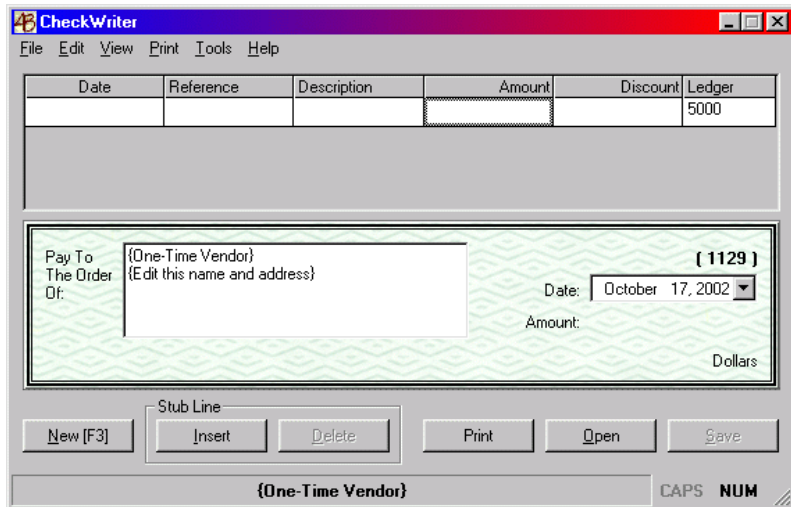 AB CheckWriter
File Edit View Print Tools Help
Date Reference Description Amount Discount Ledger
5000
Pay To
The Order
Of:
{One-Time Vendor}
{Edit this name and address}
( 1129 )
Date: October 17, 2002
Amount:
Dollars
Stub Line
New [F3] Insert Delete Print Open Save
{One-Time Vendor} CAPS NUM